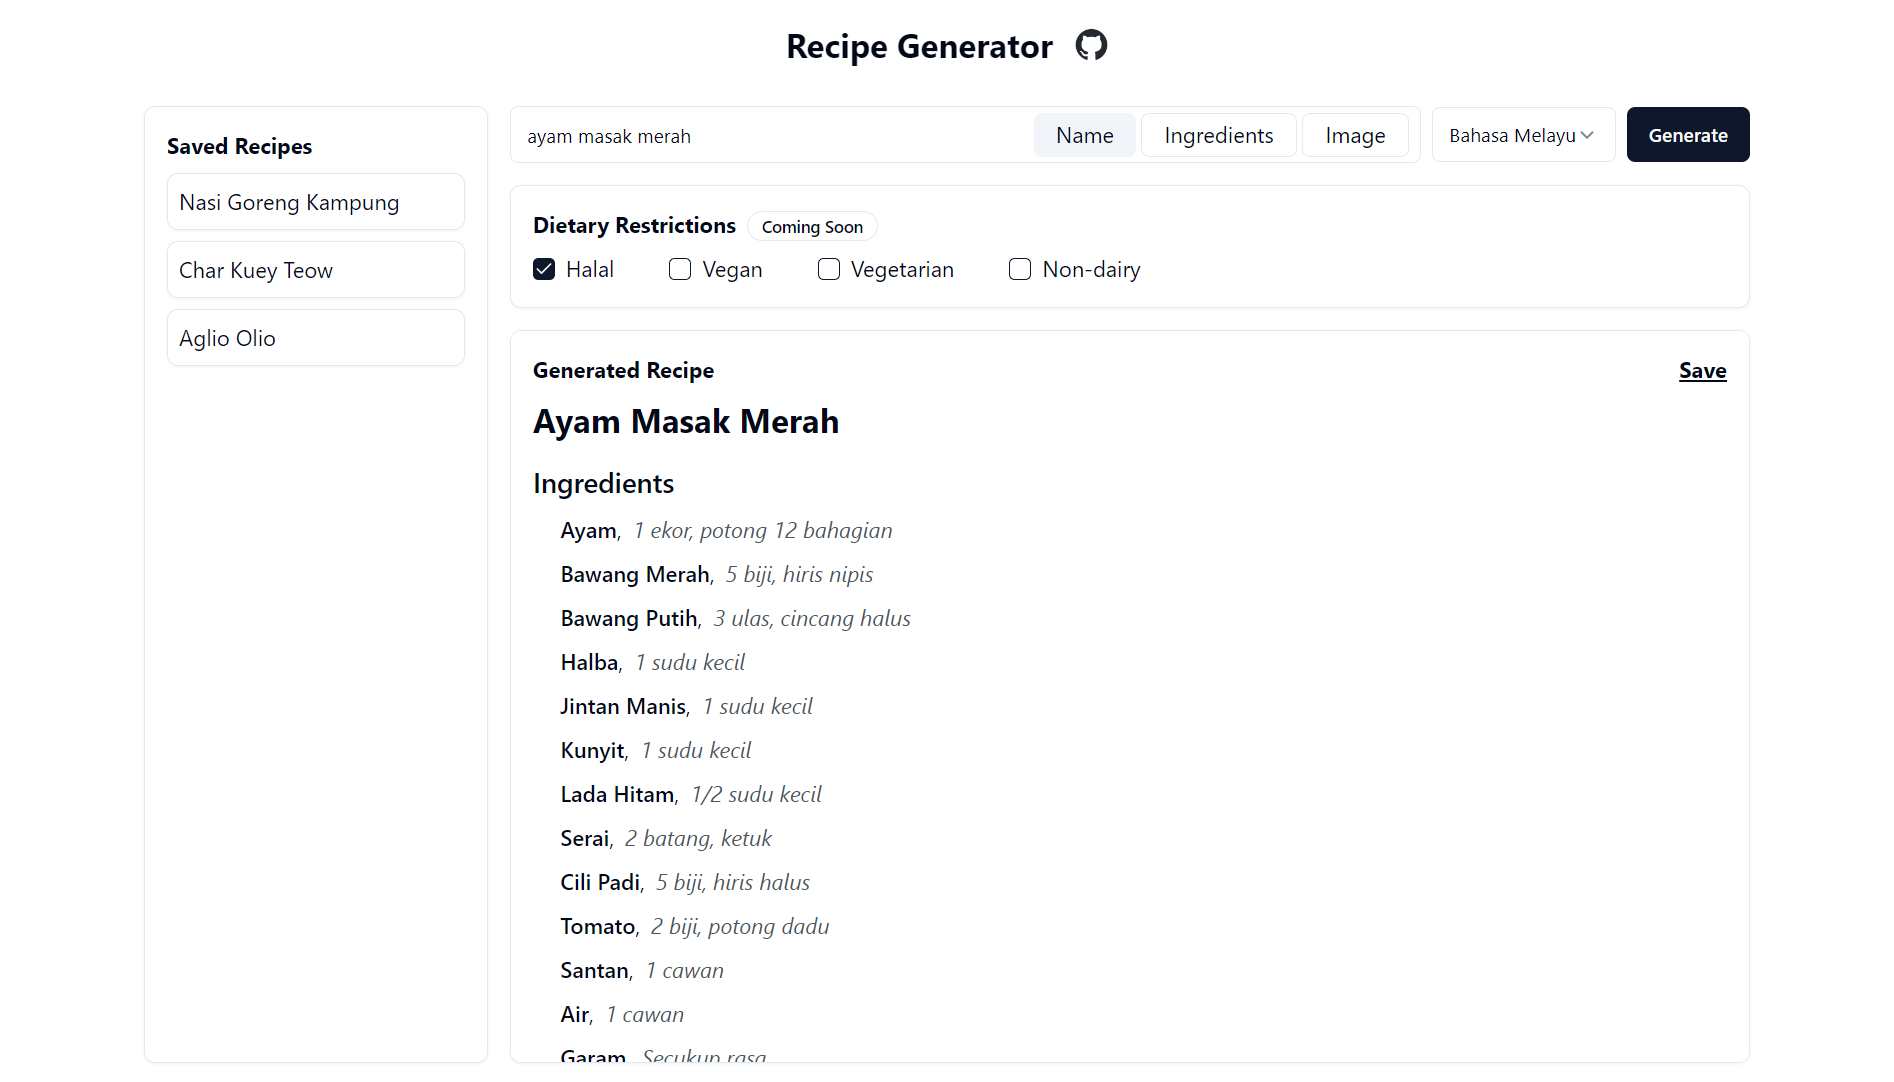 Recipe Generator
Saved Recipes
Nasi Goreng Kampung
Char Kuey Teow
Aglio Olio
ayam masak merah Name Ingredients Image Bahasa Melayu Generate
Dietary Restrictions Coming Soon
Halal Vegan Vegetarian Non-dairy
Generated Recipe Save
Ayam Masak Merah
Ingredients
Ayam, 1 ekor, potong 12 bahagian
Bawang Merah, 5 biji, hiris nipis
Bawang Putih, 3 ulas, cincang halus
Halba, 1 sudu kecil
Jintan Manis, 1 sudu kecil
Kunyit, 1 sudu kecil
Lada Hitam, 1/2 sudu kecil
Serai, 2 batang, ketuk
Cili Padi, 5 biji, hiris halus
Tomato, 2 biji, potong dadu
Santan, 1 cawan
Air, 1 cawan
Garam, Secukup rasa